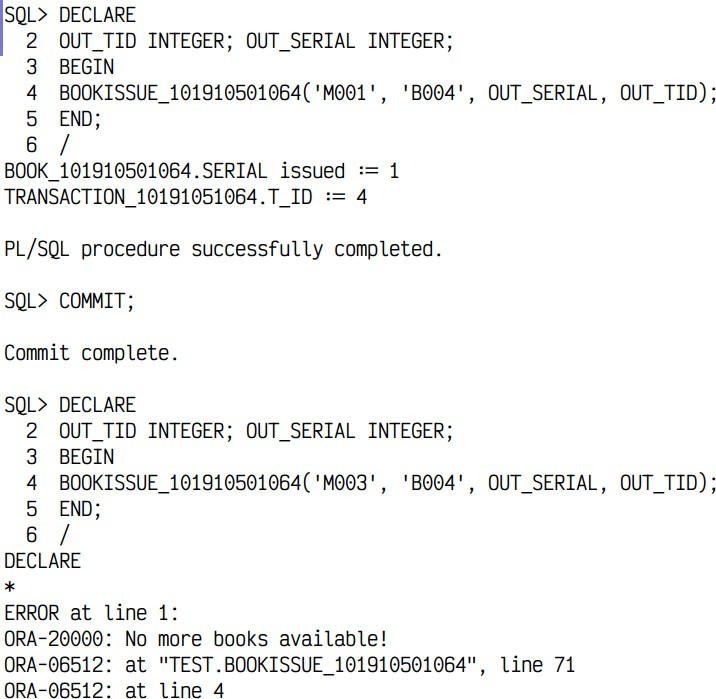 SQL> DECLARE
2 OUT_TID INTEGER; OUT_SERIAL INTEGER;
3 BEGIN
4 BOOKISSUE_101910501064('M001', 'B004', OUT_SERIAL, OUT_TID);
5 END;
6 /
BOOK_101910501064.SERIAL issued := 1
TRANSACTION_10191051064.T_ID := 4
PL/SQL procedure successfully completed.
SQL> COMMIT;
Commit complete.
SQL> DECLARE
2 OUT_TID INTEGER; OUT_SERIAL INTEGER;
3 BEGIN
4 BOOKISSUE_101910501064('M003', 'B004', OUT_SERIAL, OUT_TID);
5 END;
6 /
DECLARE
*
ERROR at line 1:
ORA-20000: No more books available!
ORA-06512: at "TEST.BOOKISSUE_101910501064", line 71
ORA-06512: at line 4